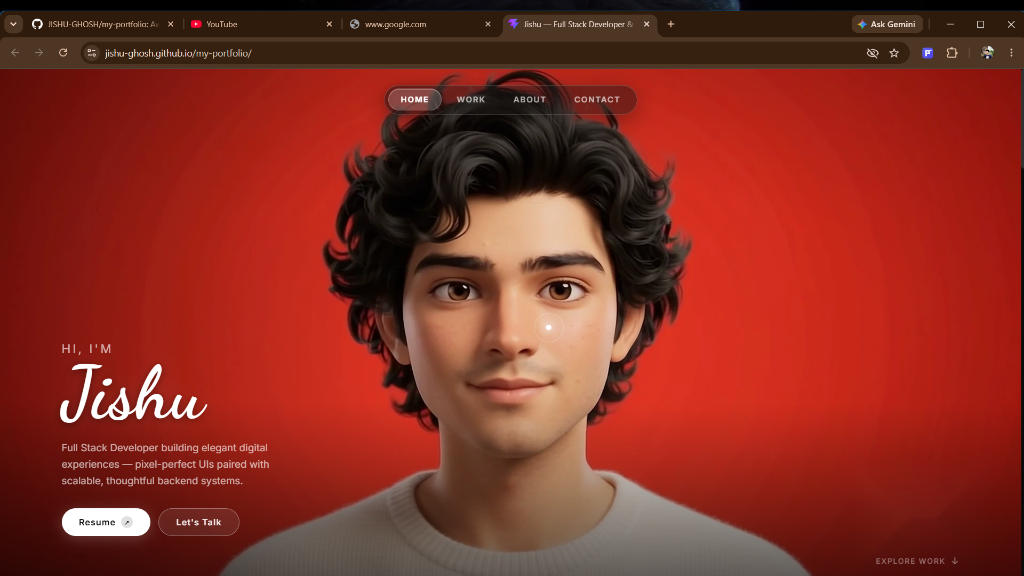 JISHU-GHOSH/my-portfolio: Aw
YouTube
www.google.com
Jishu — Full Stack Developer &
Ask Gemini
jishu-ghosh.github.io/my-portfolio/
HOME
WORK
ABOUT
CONTACT
HI, I'M
Jishu
Full Stack Developer building elegant digital
experiences — pixel-perfect UIs paired with
scalable, thoughtful backend systems.
Resume ↗
Let's Talk
EXPLORE WORK ↓